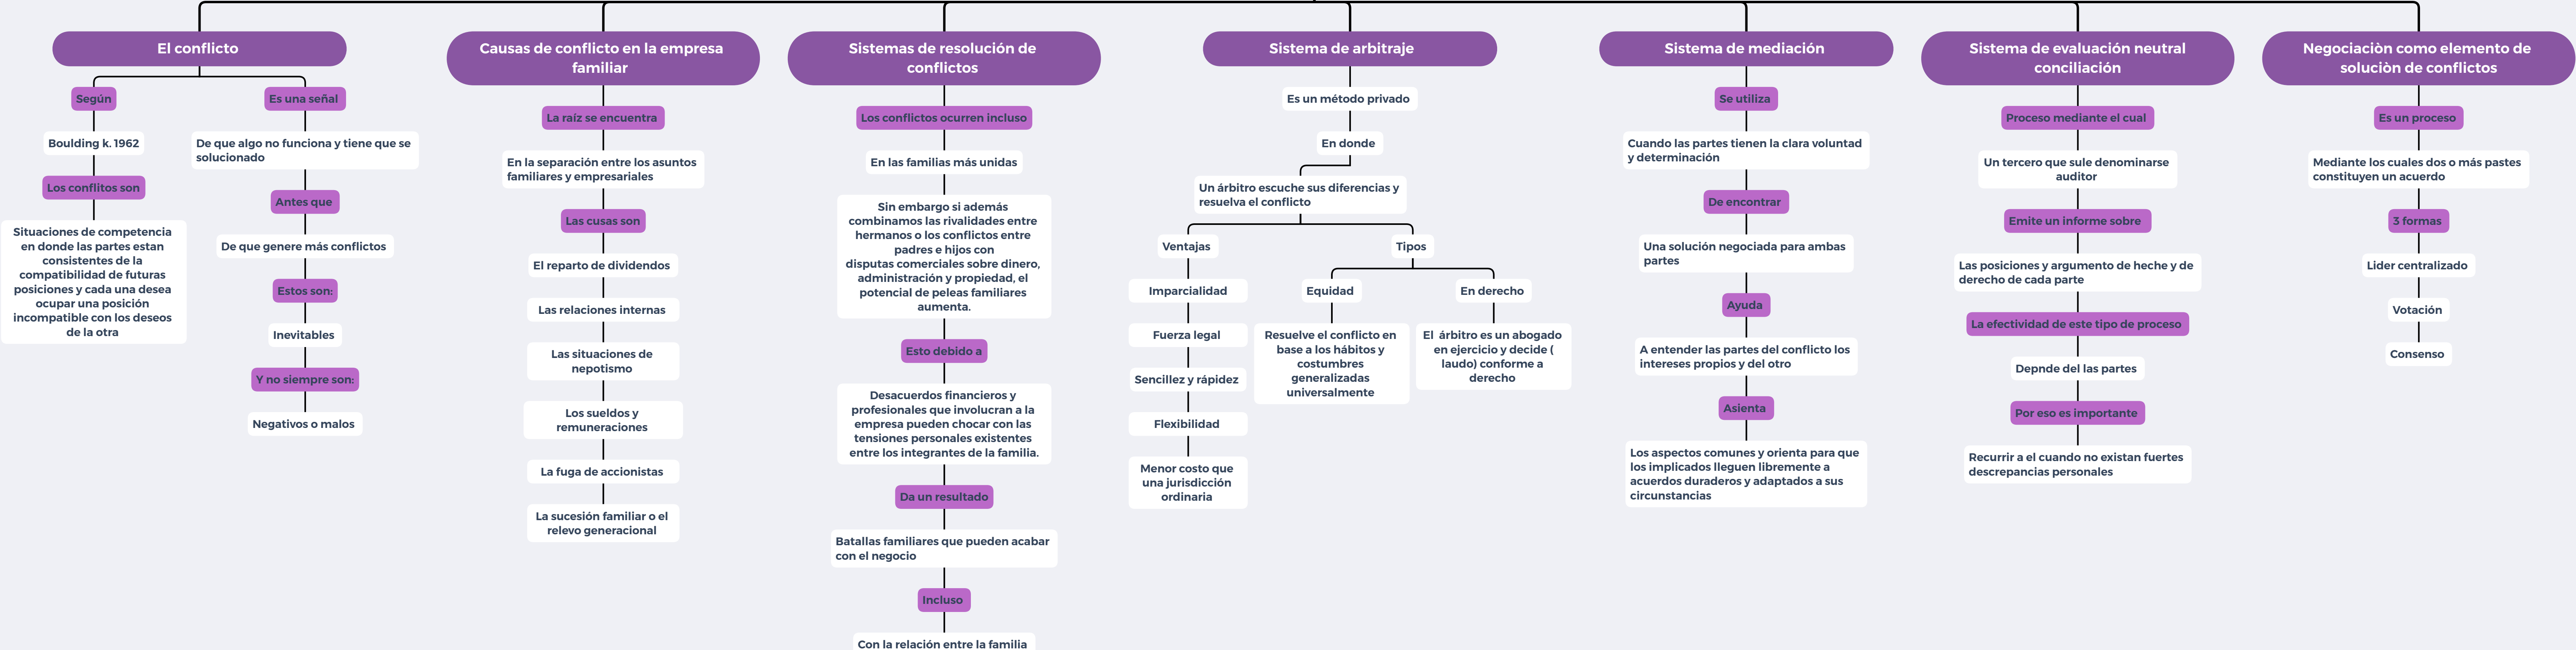 El conflicto
Según
Boulding k. 1962
Los conflitos son
Situaciones de competencia
en donde las partes estan
consistentes de la
compatibilidad de futuras
posiciones y cada una desea
ocupar una posición
incompatible con los deseos
de la otra
Es una señal
De que algo no funciona y tiene que se
solucionado
Antes que
De que genere más conflictos
Estos son:
Inevitables
Y no siempre son:
Negativos o malos
Causas de conflicto en la empresa
familiar
La raíz se encuentra
En la separación entre los asuntos
familiares y empresariales
Las cusas son
El reparto de dividendos
Las relaciones internas
Las situaciones de
nepotismo
Los sueldos y
remuneraciones
La fuga de accionistas
La sucesión familiar o el
relevo generacional
Sistemas de resolución de
conflictos
Los conflictos ocurren incluso
En las familias más unidas
Sin embargo si además
combinamos las rivalidades entre
hermanos o los conflictos entre
padres e hijos con
disputas comerciales sobre dinero,
administración y propiedad, el
potencial de peleas familiares
aumenta.
Esto debido a
Desacuerdos financieros y
profesionales que involucran a la
empresa pueden chocar con las
tensiones personales existentes
entre los integrantes de la familia.
Da un resultado
Batallas familiares que pueden acabar
con el negocio
Incluso
Con la relación entre la familia
Sistema de arbitraje
Es un método privado
En donde
Un árbitro escuche sus diferencias y
resuelva el conflicto
Ventajas
Imparcialidad
Fuerza legal
Sencillez y rápidez
Flexibilidad
Menor costo que
una jurisdicción
ordinaria
Tipos
Equidad
Resuelve el conflicto en
base a los hábitos y
costumbres
generalizadas
universalmente
En derecho
El árbitro es un abogado
en ejercicio y decide (
laudo) conforme a
derecho
Sistema de mediación
Se utiliza
Cuando las partes tienen la clara voluntad
y determinación
De encontrar
Una solución negociada para ambas
partes
Ayuda
A entender las partes del conflicto los
intereses propios y del otro
Asienta
Los aspectos comunes y orienta para que
los implicados lleguen libremente a
acuerdos duraderos y adaptados a sus
circunstancias
Sistema de evaluación neutral
conciliación
Proceso mediante el cual
Un tercero que sule denominarse
auditor
Emite un informe sobre
Las posiciones y argumento de heche y de
derecho de cada parte
La efectividad de este tipo de proceso
Depnde del las partes
Por eso es importante
Recurrir a el cuando no existan fuertes
descrepancias personales
Negociaciòn como elemento de
soluciòn de conflictos
Es un proceso
Mediante los cuales dos o más pastes
constituyen un acuerdo
3 formas
Lider centralizado
Votación
Consenso